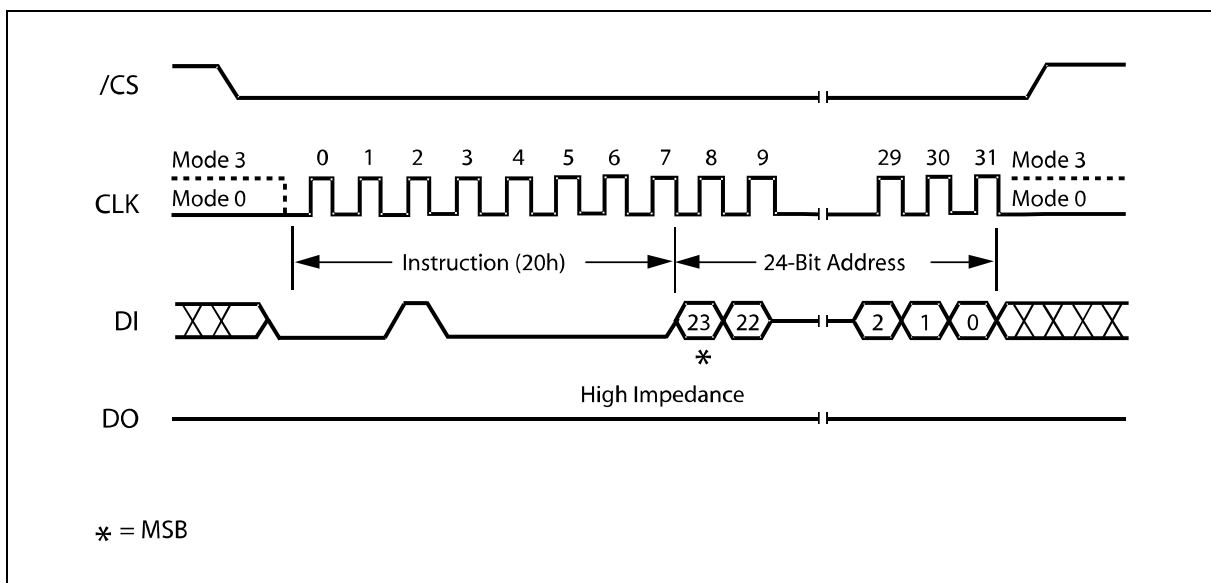 /CS
Mode 3 0 1 2 3 4 5 6 7 8 9 29 30 31 Mode 3
CLK Mode 0 Mode 0
Instruction (20h) 24-Bit Address
DI 23 22 2 1 0
*
High Impedance
DO
* = MSB